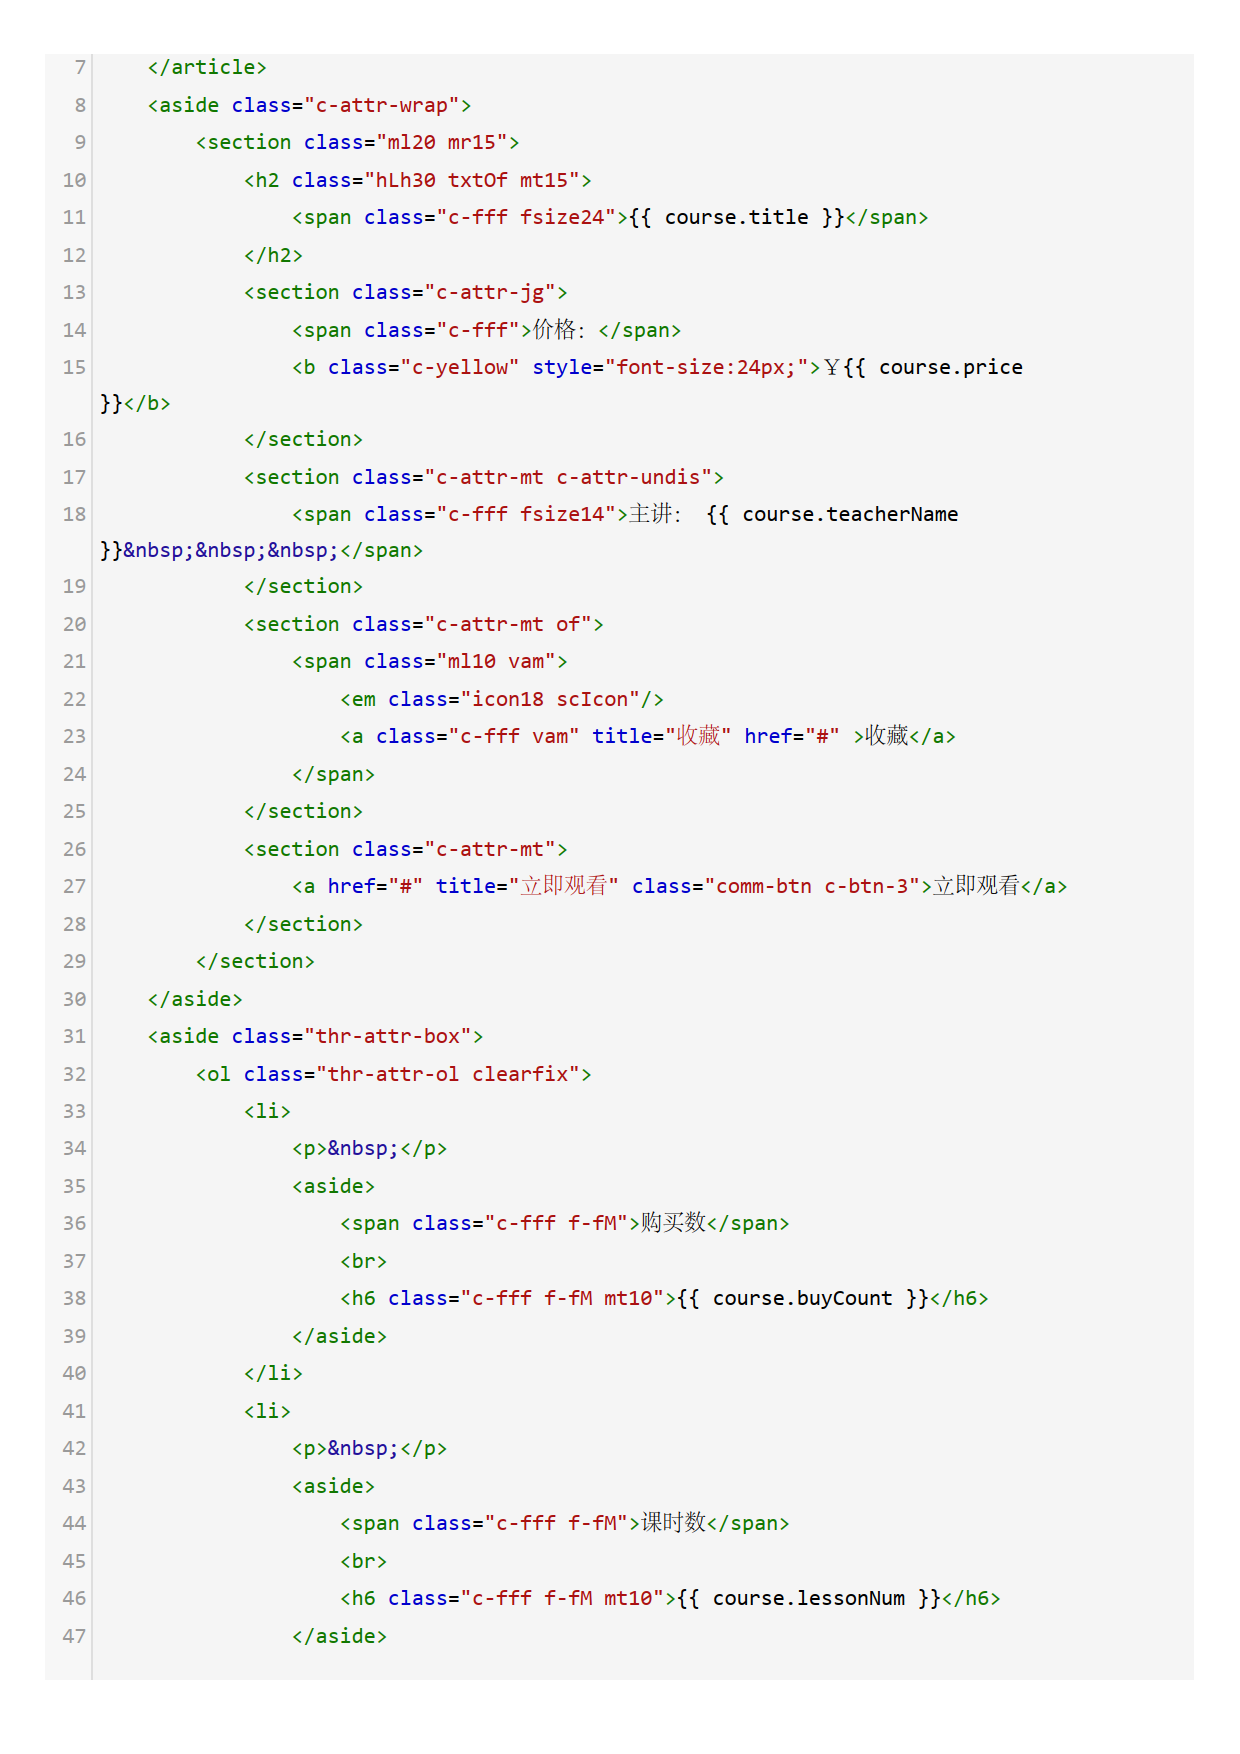 7     </article>
8     <aside class="c-attr-wrap">
9         <section class="ml20 mr15">
10             <h2 class="hLh30 txtOf mt15">
11                 <span class="c-fff fsize24">{{ course.title }}</span>
12             </h2>
13             <section class="c-attr-jg">
14                 <span class="c-fff">价格：</span>
15                 <b class="c-yellow" style="font-size:24px;">￥{{ course.price
}}</b>
16             </section>
17             <section class="c-attr-mt c-attr-undis">
18                 <span class="c-fff fsize14">主讲： {{ course.teacherName
}}&nbsp;&nbsp;&nbsp;</span>
19             </section>
20             <section class="c-attr-mt of">
21                 <span class="ml10 vam">
22                     <em class="icon18 scIcon"/>
23                     <a class="c-fff vam" title="收藏" href="#" >收藏</a>
24                 </span>
25             </section>
26             <section class="c-attr-mt">
27                 <a href="#" title="立即观看" class="comm-btn c-btn-3">立即观看</a>
28             </section>
29         </section>
30     </aside>
31     <aside class="thr-attr-box">
32         <ol class="thr-attr-ol clearfix">
33             <li>
34                 <p>&nbsp;</p>
35                 <aside>
36                     <span class="c-fff f-fM">购买数</span>
37                     <br>
38                     <h6 class="c-fff f-fM mt10">{{ course.buyCount }}</h6>
39                 </aside>
40             </li>
41             <li>
42                 <p>&nbsp;</p>
43                 <aside>
44                     <span class="c-fff f-fM">课时数</span>
45                     <br>
46                     <h6 class="c-fff f-fM mt10">{{ course.lessonNum }}</h6>
47                 </aside>